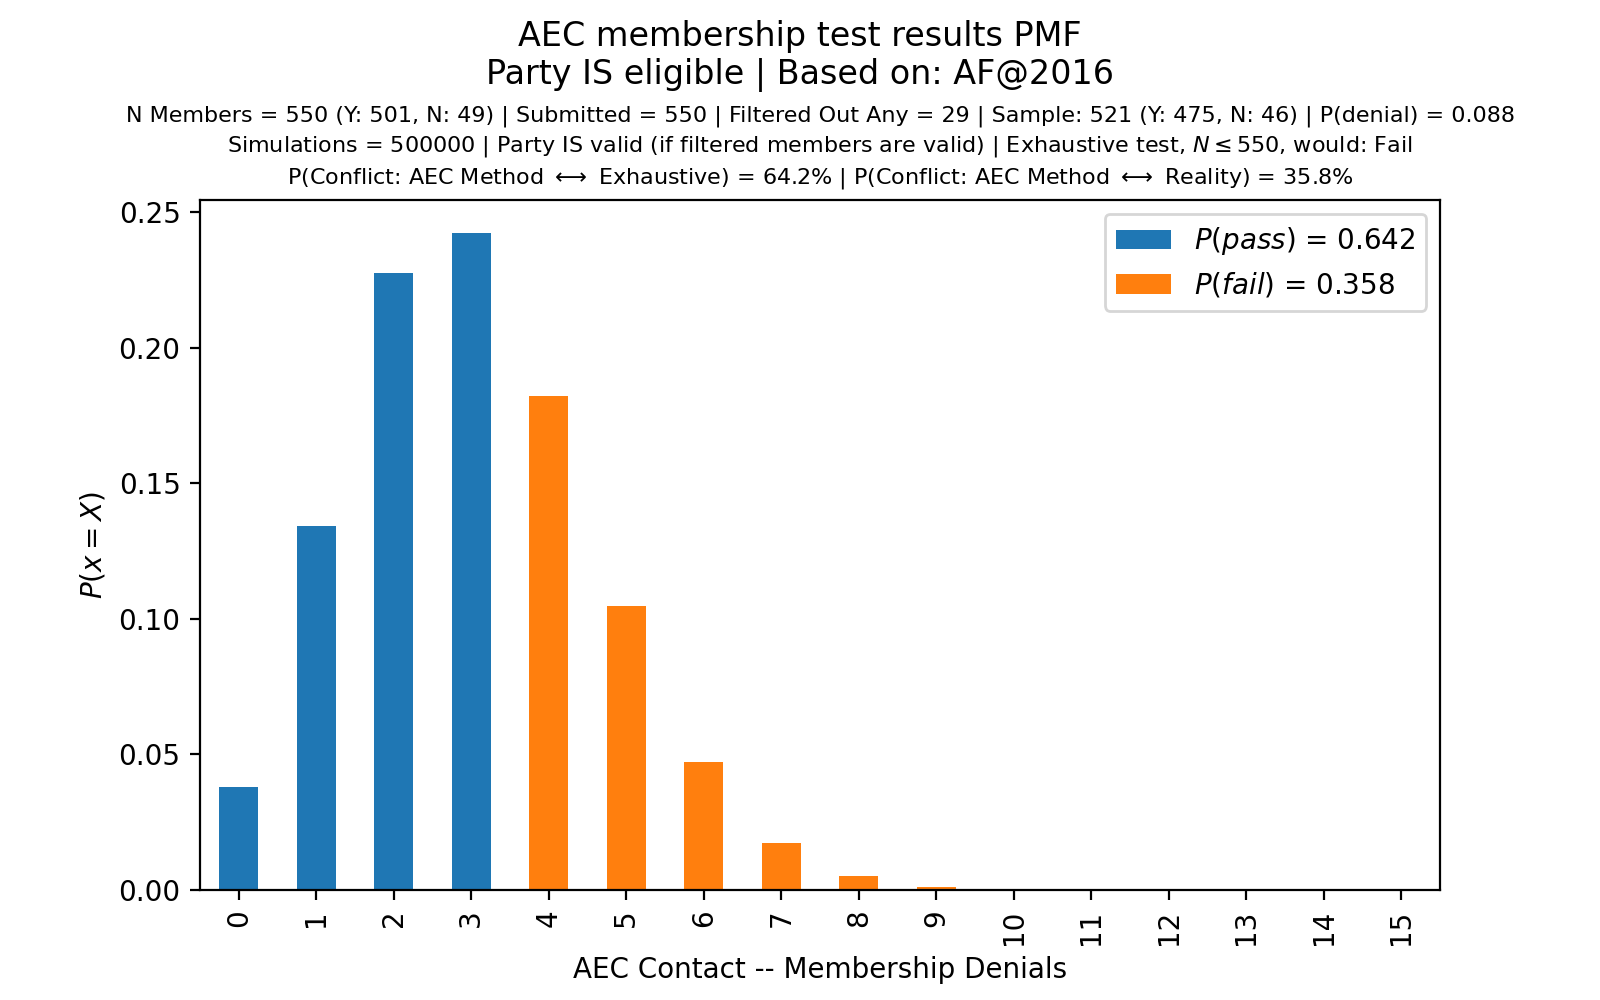 AEC membership test results PMF
Party IS eligible | Based on: AF@2016
N Members = 550 (Y: 501, N: 49) | Submitted = 550 | Filtered Out Any = 29 | Sample: 521 (Y: 475, N: 46) | P(denial) = 0.088
Simulations = 500000 | Party IS valid (if filtered members are valid) | Exhaustive test, N ≤ 550, would: Fail
P(Conflict: AEC Method ⟷ Exhaustive) = 64.2% | P(Conflict: AEC Method ⟷ Reality) = 35.8%
P(pass) = 0.642
P(fail) = 0.358
0.25
0.20
0.15
0.10
0.05
0.00
P(x = X)
0 1 2 3 4 5 6 7 8 9 10 11 12 13 14 15
AEC Contact -- Membership Denials